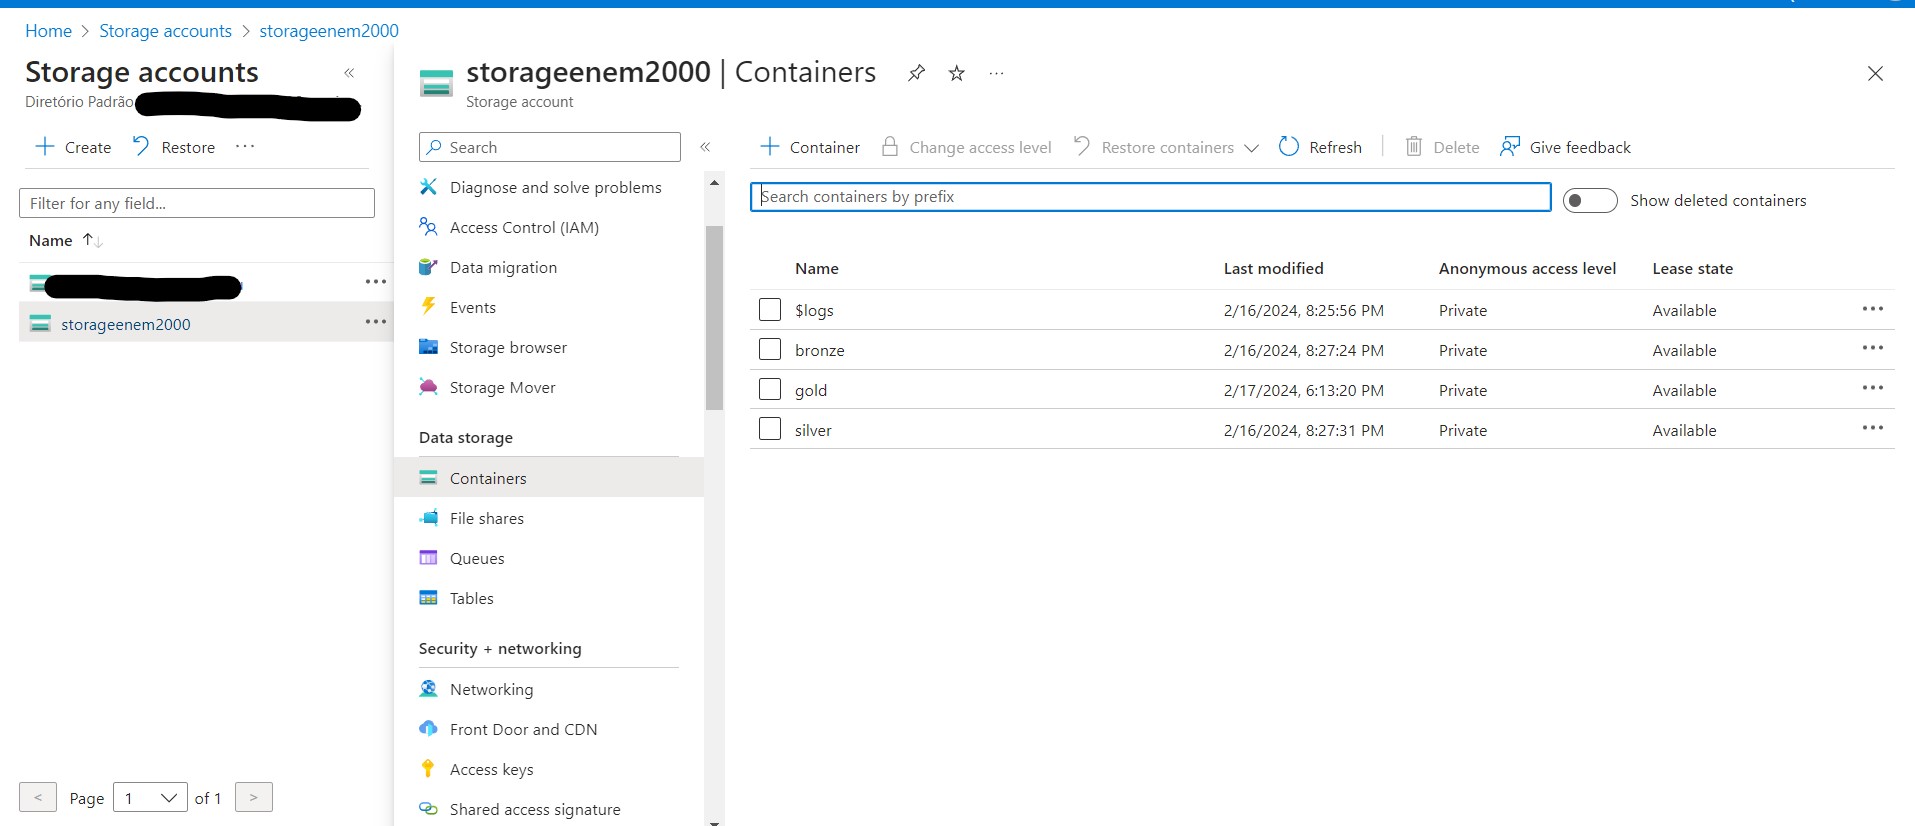 Home > Storage accounts > storageenem2000
Storage accounts
Diretório Padrão
Create Restore ...
Filter for any field...
Name
storageenem2000
< Page 1 of 1 >
storageenem2000 | Containers
Storage account
Search
Diagnose and solve problems
Access Control (IAM)
Data migration
Events
Storage browser
Storage Mover
Data storage
Containers
File shares
Queues
Tables
Security + networking
Networking
Front Door and CDN
Access keys
Shared access signature
Container Change access level Restore containers Refresh Delete Give feedback
Search containers by prefix Show deleted containers
Name Last modified Anonymous access level Lease state
$logs 2/16/2024, 8:25:56 PM Private Available
bronze 2/16/2024, 8:27:24 PM Private Available
gold 2/17/2024, 6:13:20 PM Private Available
silver 2/16/2024, 8:27:31 PM Private Available